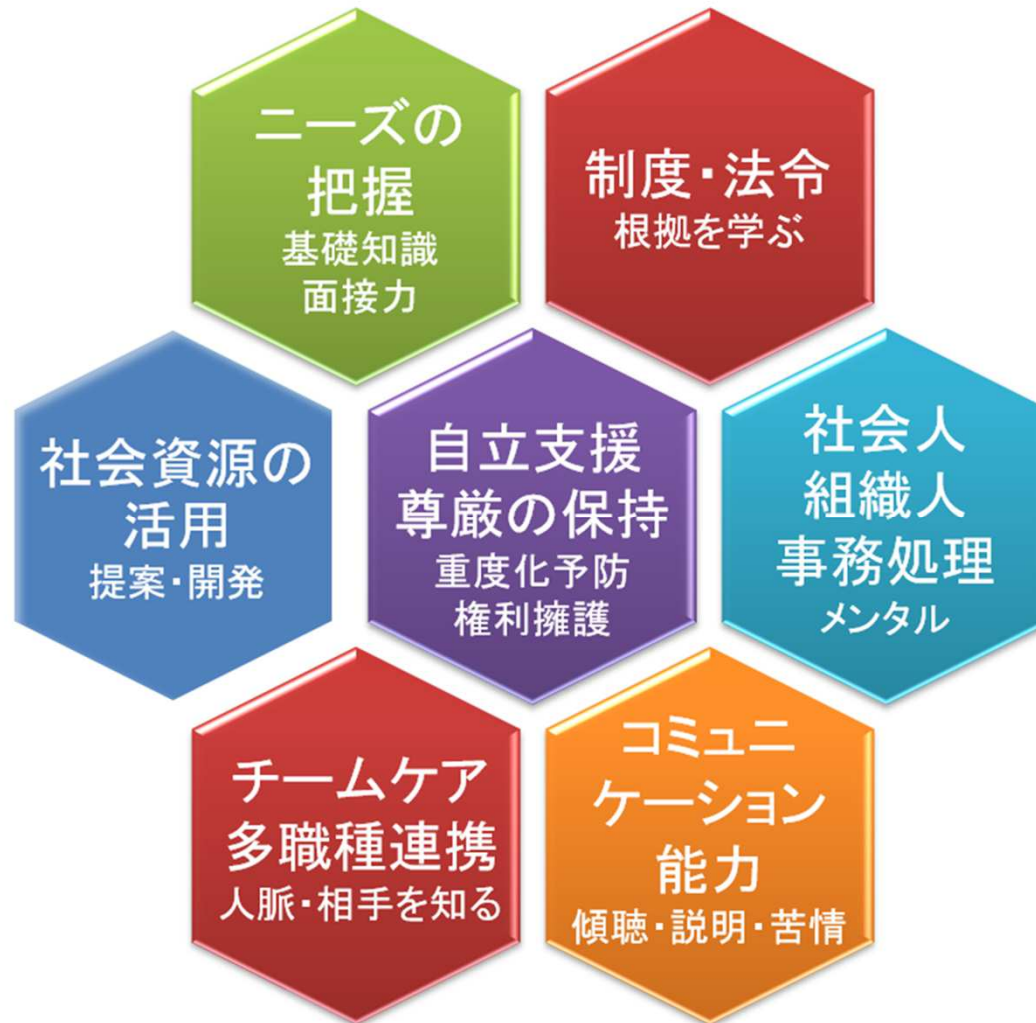 ニーズの
把握
基礎知識
面接力
制度・法令
根拠を学ぶ
社会資源の
活用
提案・開発
自立支援
尊厳の保持
重度化予防
権利擁護
社会人
組織人
事務処理
メンタル
チームケア
多職種連携
人脈・相手を知る
コミュニ
ケーション
能力
傾聴・説明・苦情